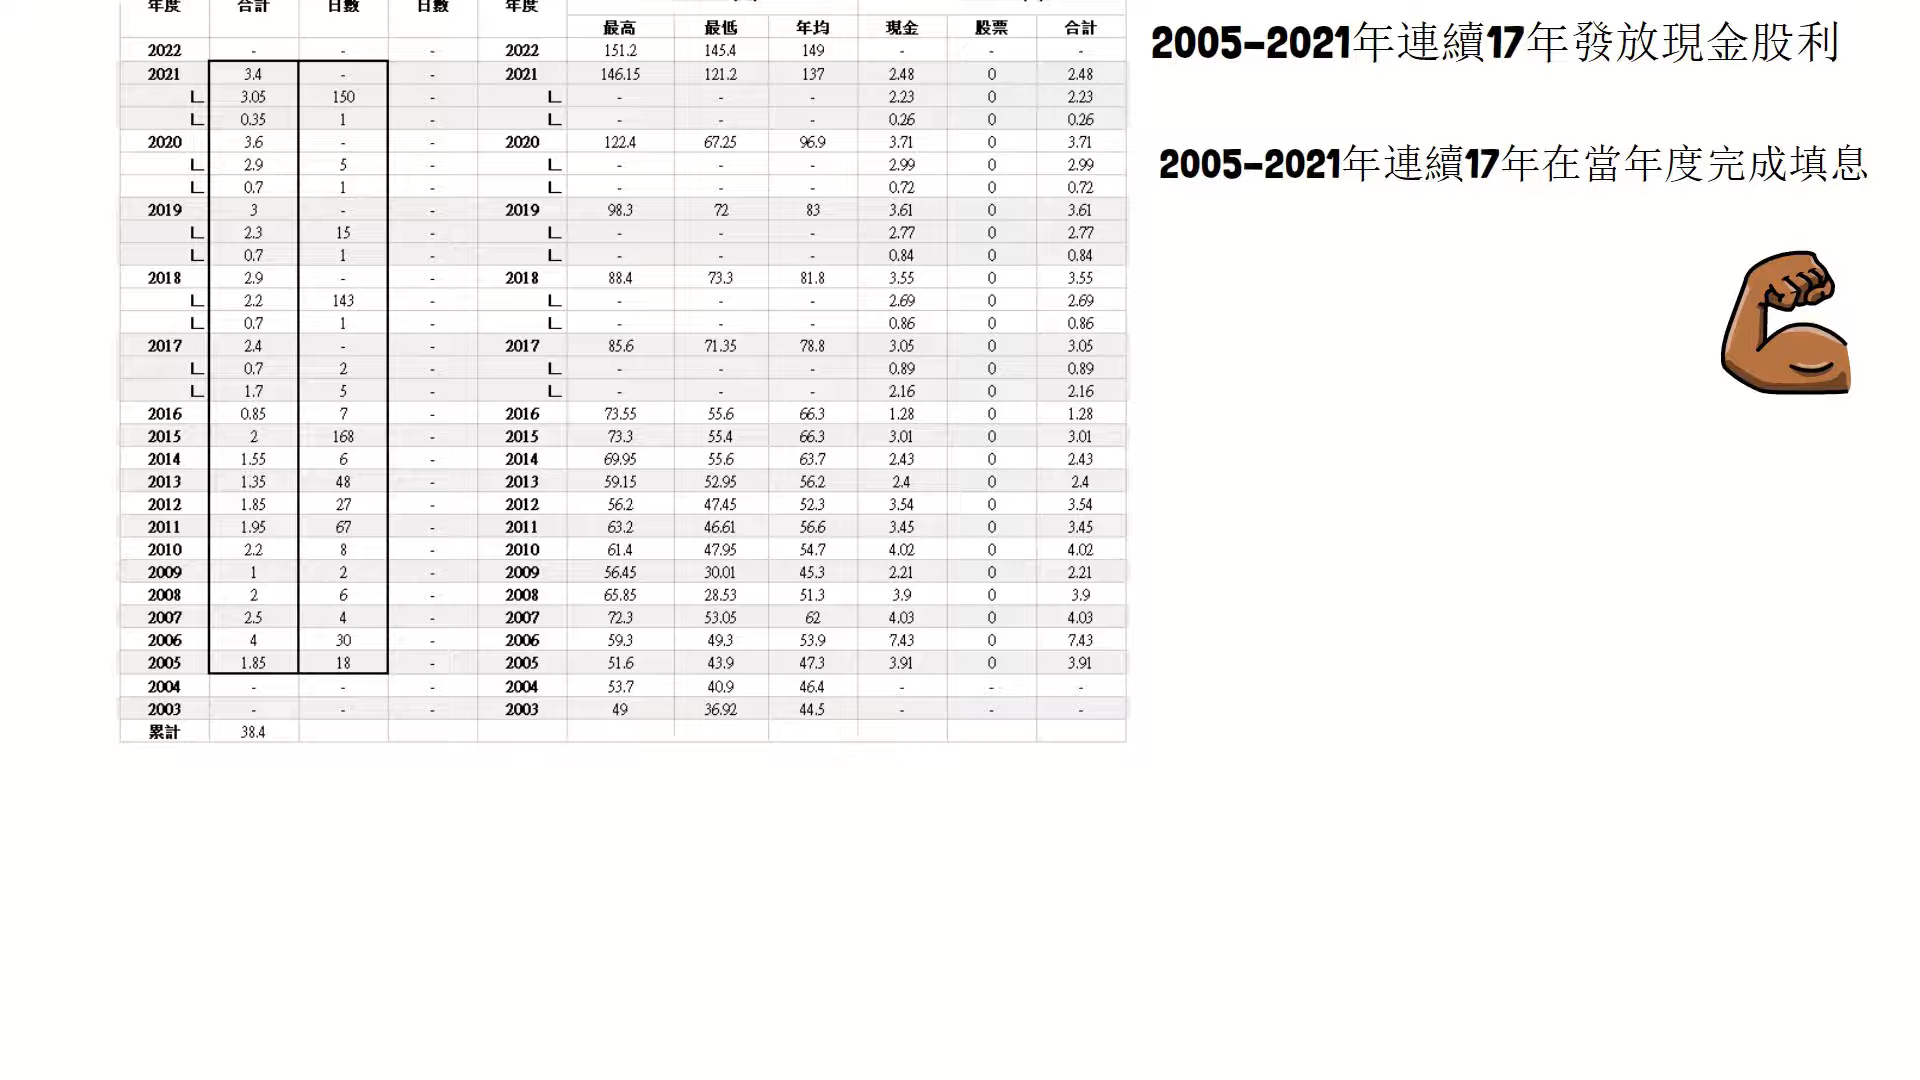 年度 合計 日數 日數 年度
最高 最低 年均 現金 股票 合計
2022 - - - 2022 151.2 145.4 149 - - -
2021 3.4 - - 2021 146.15 121.2 137 2.48 0 2.48
∟ 3.05 150 - ∟ - - - 2.23 0 2.23
∟ 0.35 1 - ∟ - - - 0.26 0 0.26
2020 3.6 - - 2020 122.4 67.25 96.9 3.71 0 3.71
∟ 2.9 5 - ∟ - - - 2.99 0 2.99
∟ 0.7 1 - ∟ - - - 0.72 0 0.72
2019 3 - - 2019 98.3 72 83 3.61 0 3.61
∟ 2.3 15 - ∟ - - - 2.77 0 2.77
∟ 0.7 1 - ∟ - - - 0.84 0 0.84
2018 2.9 - - 2018 88.4 73.3 81.8 3.55 0 3.55
∟ 2.2 143 - ∟ - - - 2.69 0 2.69
∟ 0.7 1 - ∟ - - - 0.86 0 0.86
2017 2.4 - - 2017 85.6 71.35 78.8 3.05 0 3.05
∟ 0.7 2 - ∟ - - - 0.89 0 0.89
∟ 1.7 5 - ∟ - - - 2.16 0 2.16
2016 0.85 7 - 2016 73.55 55.6 66.3 1.28 0 1.28
2015 2 168 - 2015 73.3 55.4 66.3 3.01 0 3.01
2014 1.55 6 - 2014 69.95 55.6 63.7 2.43 0 2.43
2013 1.35 48 - 2013 59.15 52.95 56.2 2.4 0 2.4
2012 1.85 27 - 2012 56.2 47.45 52.3 3.54 0 3.54
2011 1.95 67 - 2011 63.2 46.61 56.6 3.45 0 3.45
2010 2.2 8 - 2010 61.4 47.95 54.7 4.02 0 4.02
2009 1 2 - 2009 56.45 30.01 45.3 2.21 0 2.21
2008 2 6 - 2008 65.85 28.53 51.3 3.9 0 3.9
2007 2.5 4 - 2007 72.3 53.05 62 4.03 0 4.03
2006 4 30 - 2006 59.3 49.3 53.9 7.43 0 7.43
2005 1.85 18 - 2005 51.6 43.9 47.3 3.91 0 3.91
2004 - - - 2004 53.7 40.9 46.4 - - -
2003 - - - 2003 49 36.92 44.5 - - -
累計 38.4
2005-2021年連續17年發放現金股利
2005-2021年連續17年在當年度完成填息